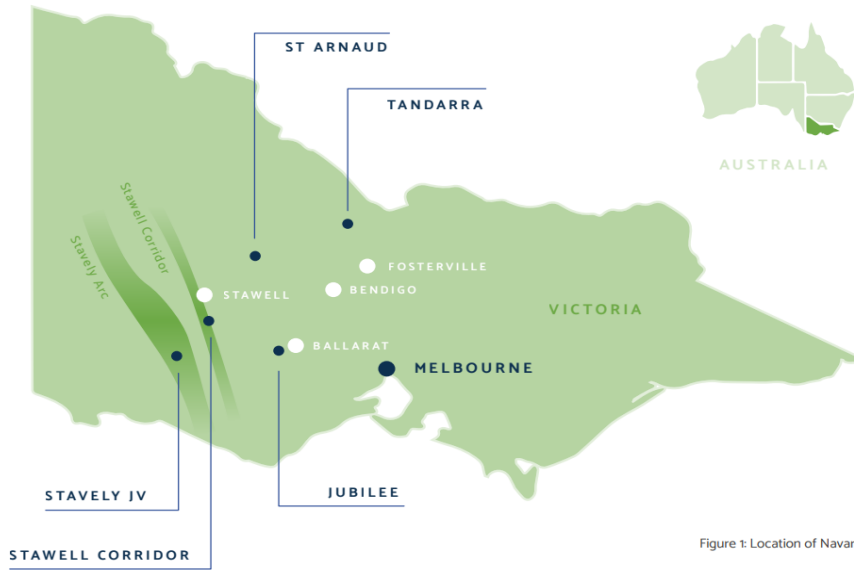 ST ARNAUD
TANDARRA
AUSTRALIA
Stawell Corridor
Stavely Arc
FOSTERVILLE
BENDIGO
STAWELL
VICTORIA
BALLARAT
MELBOURNE
STAVELY JV
JUBILEE
STAWELL CORRIDOR
Figure 1: Location of Navar